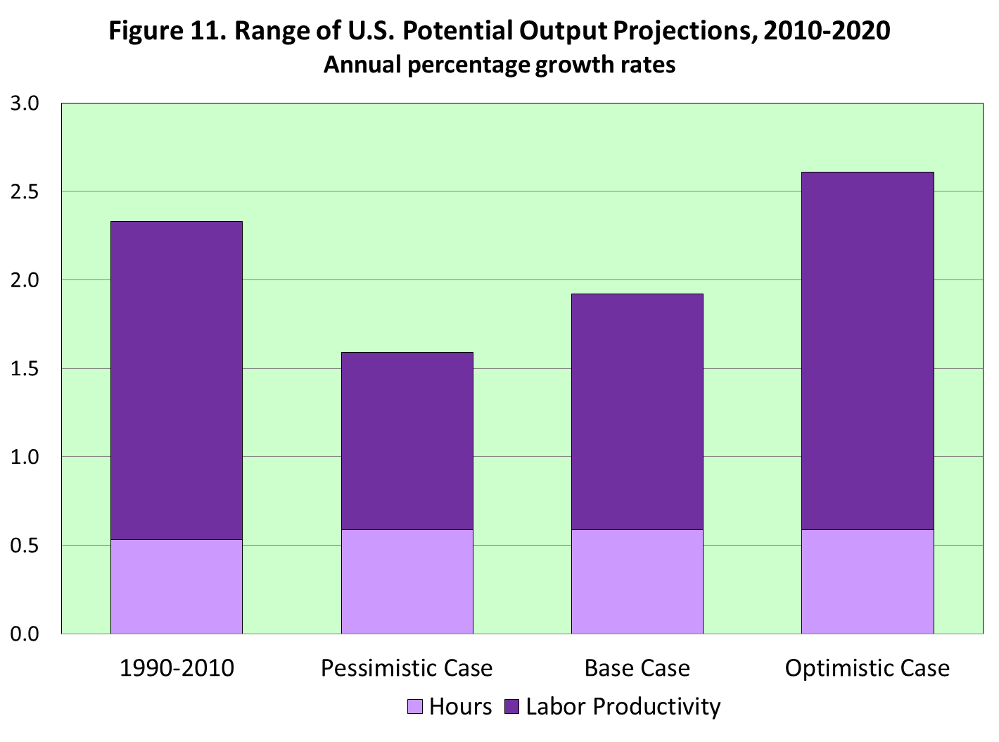 Figure 11. Range of U.S. Potential Output Projections, 2010-2020
Annual percentage growth rates
3.0
2.5
2.0
1.5
1.0
0.5
0.0
1990-2010 Pessimistic Case Base Case Optimistic Case
Hours Labor Productivity